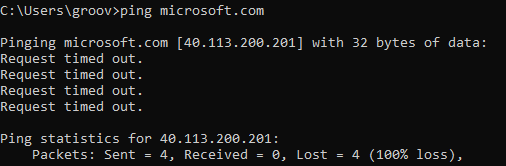 C:\Users\groov>ping microsoft.com
Pinging microsoft.com [40.113.200.201] with 32 bytes of data:
Request timed out.
Request timed out.
Request timed out.
Request timed out.
Ping statistics for 40.113.200.201:
    Packets: Sent = 4, Received = 0, Lost = 4 (100% loss),